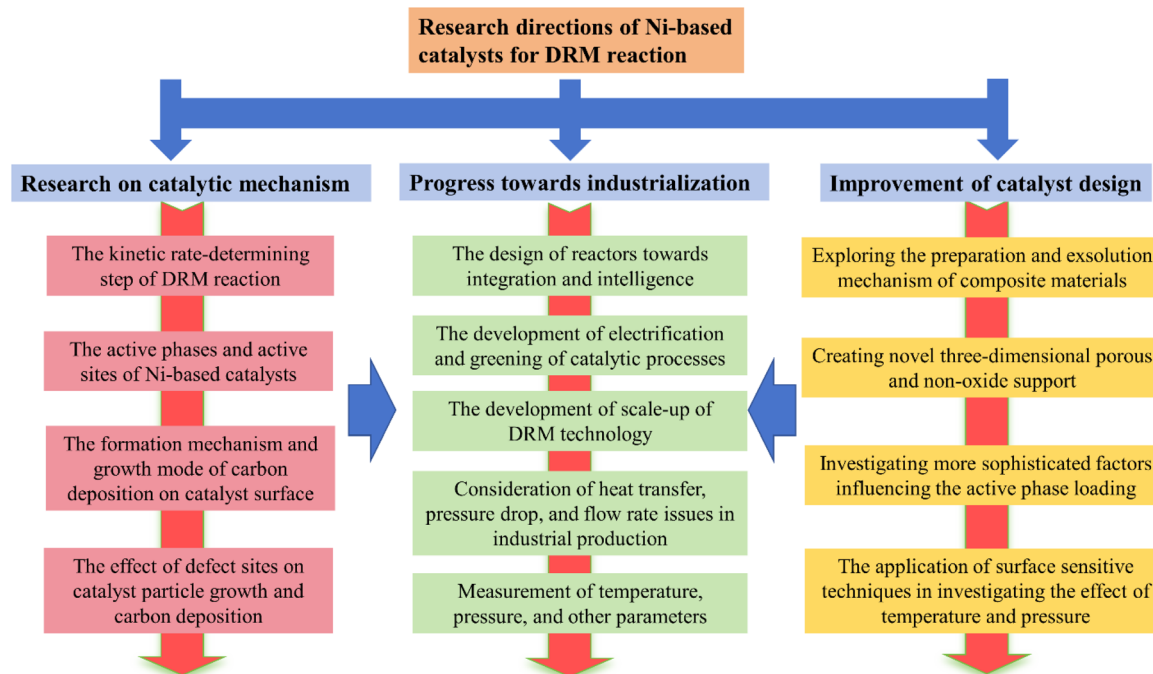 Research directions of Ni-based
catalysts for DRM reaction
Research on catalytic mechanism
The kinetic rate-determining
step of DRM reaction
The active phases and active
sites of Ni-based catalysts
The formation mechanism and
growth mode of carbon
deposition on catalyst surface
The effect of defect sites on
catalyst particle growth and
carbon deposition
Progress towards industrialization
The design of reactors towards
integration and intelligence
The development of electrification
and greening of catalytic processes
The development of scale-up of
DRM technology
Consideration of heat transfer,
pressure drop, and flow rate issues in
industrial production
Measurement of temperature,
pressure, and other parameters
Improvement of catalyst design
Exploring the preparation and exsolution
mechanism of composite materials
Creating novel three-dimensional porous
and non-oxide support
Investigating more sophisticated factors
influencing the active phase loading
The application of surface sensitive
techniques in investigating the effect of
temperature and pressure